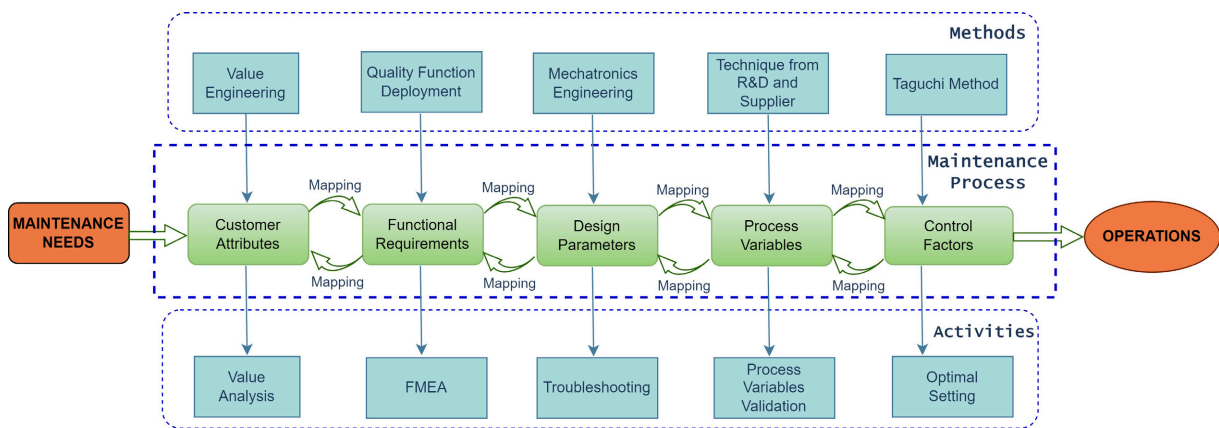 Methods
Value
Engineering
Quality Function
Deployment
Mechatronics
Engineering
Technique from
R&D and
Supplier
Taguchi Method
Maintenance
Process
Mapping
Mapping
Mapping
Mapping
MAINTENANCE
NEEDS
Customer
Attributes
Functional
Requirements
Design
Parameters
Process
Variables
Control
Factors
OPERATIONS
Mapping
Mapping
Mapping
Mapping
Activities
Value
Analysis
FMEA
Troubleshooting
Process
Variables
Validation
Optimal
Setting